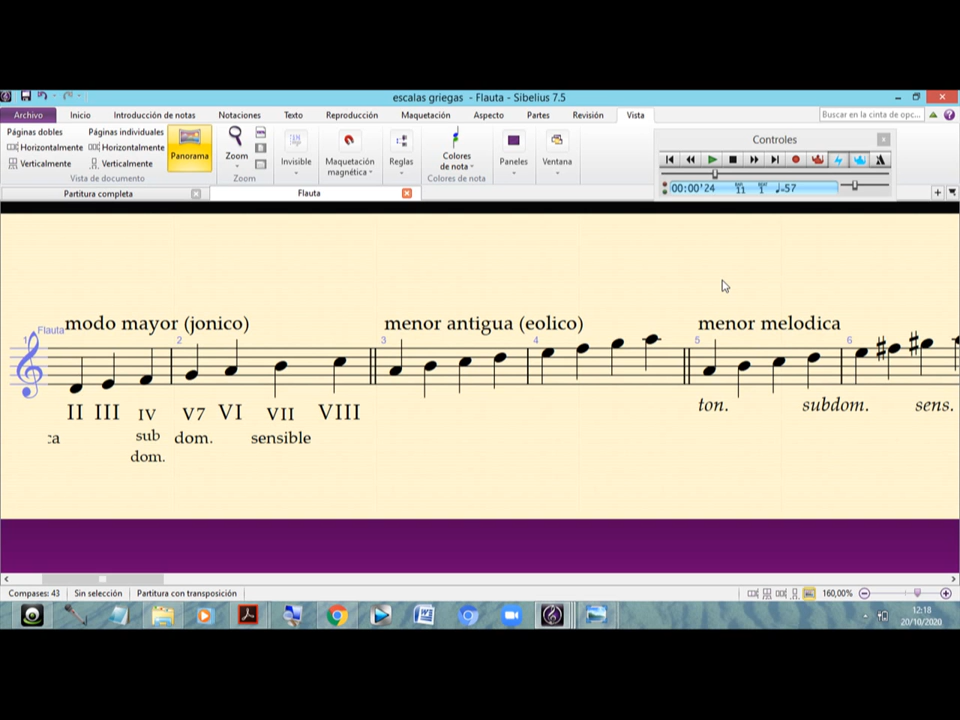 escalas griegas - Flauta - Sibelius 7.5
Archivo Inicio Introducción de notas Notaciones Texto Reproducción Maquetación Aspecto Partes Revisión Vista Buscar en la cinta de opc...
Páginas dobles Páginas individuales
Horizontalmente Horizontalmente
Verticalmente Verticalmente
Panorama
Zoom
Invisible
Maquetación magnética
Reglas
Colores de nota
Paneles
Ventana
Vista de documento Zoom Colores de nota
Controles
00:00'24 11 1 =57
Partitura completa Flauta
Flauta
modo mayor (jonico) menor antigua (eolico) menor melodica
1 2 3 4 5 6
II III IV V7 VI VII VIII
ca sub dom. sensible
dom.
ton. subdom. sens.
Compases: 43 Sin selección Partitura con transposición 160,00%
12:18
20/10/2020